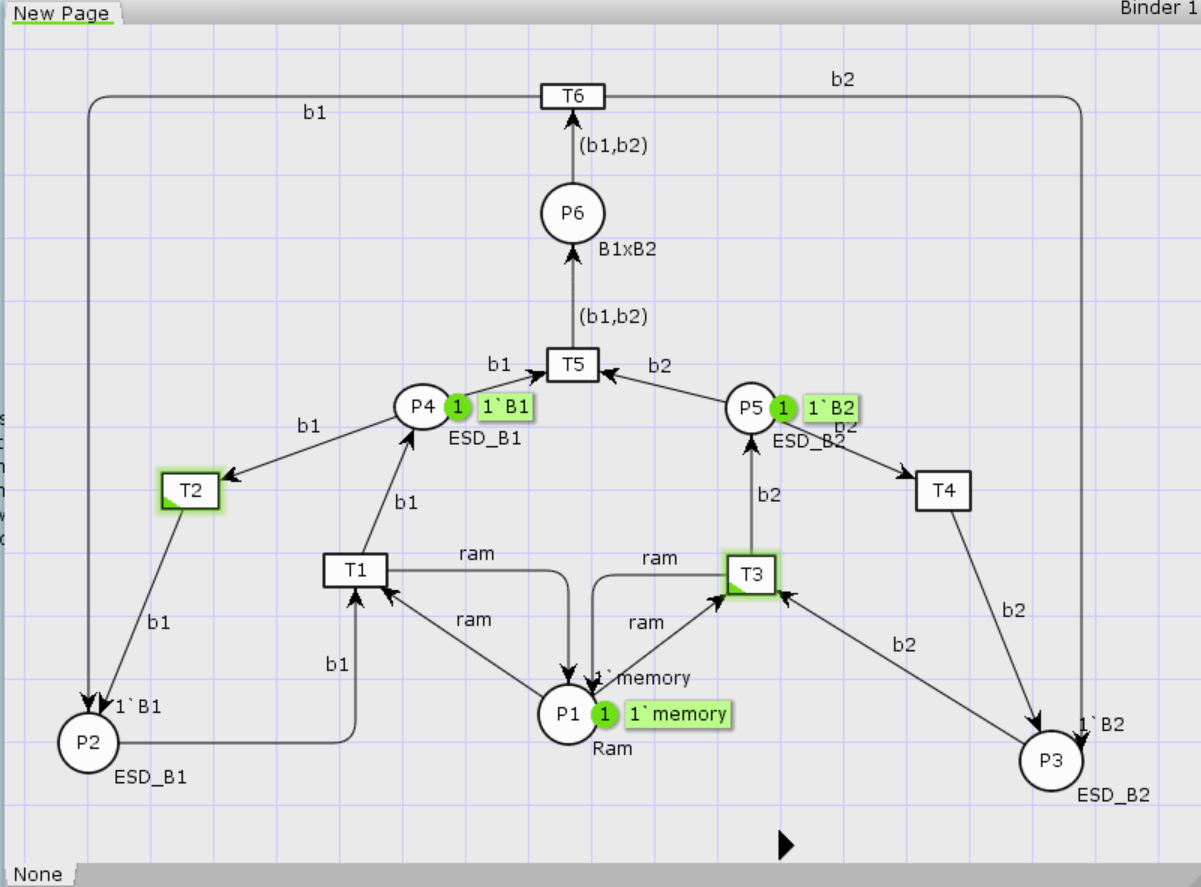 New Page
Binder 1
b2
T6
b1
(b1,b2)
P6
B1xB2
(b1,b2)
T5
b1
b2
P4
1
1`B1
P5
1
1`B2
b1
ESD_B1
ESD_B2
b2
T2
T4
b1
b2
T1
ram
ram
T3
b1
ram
ram
b2
b2
b1
1`memory
1`B1
P1
1
1`memory
1`B2
P2
Ram
P3
ESD_B1
ESD_B2
None